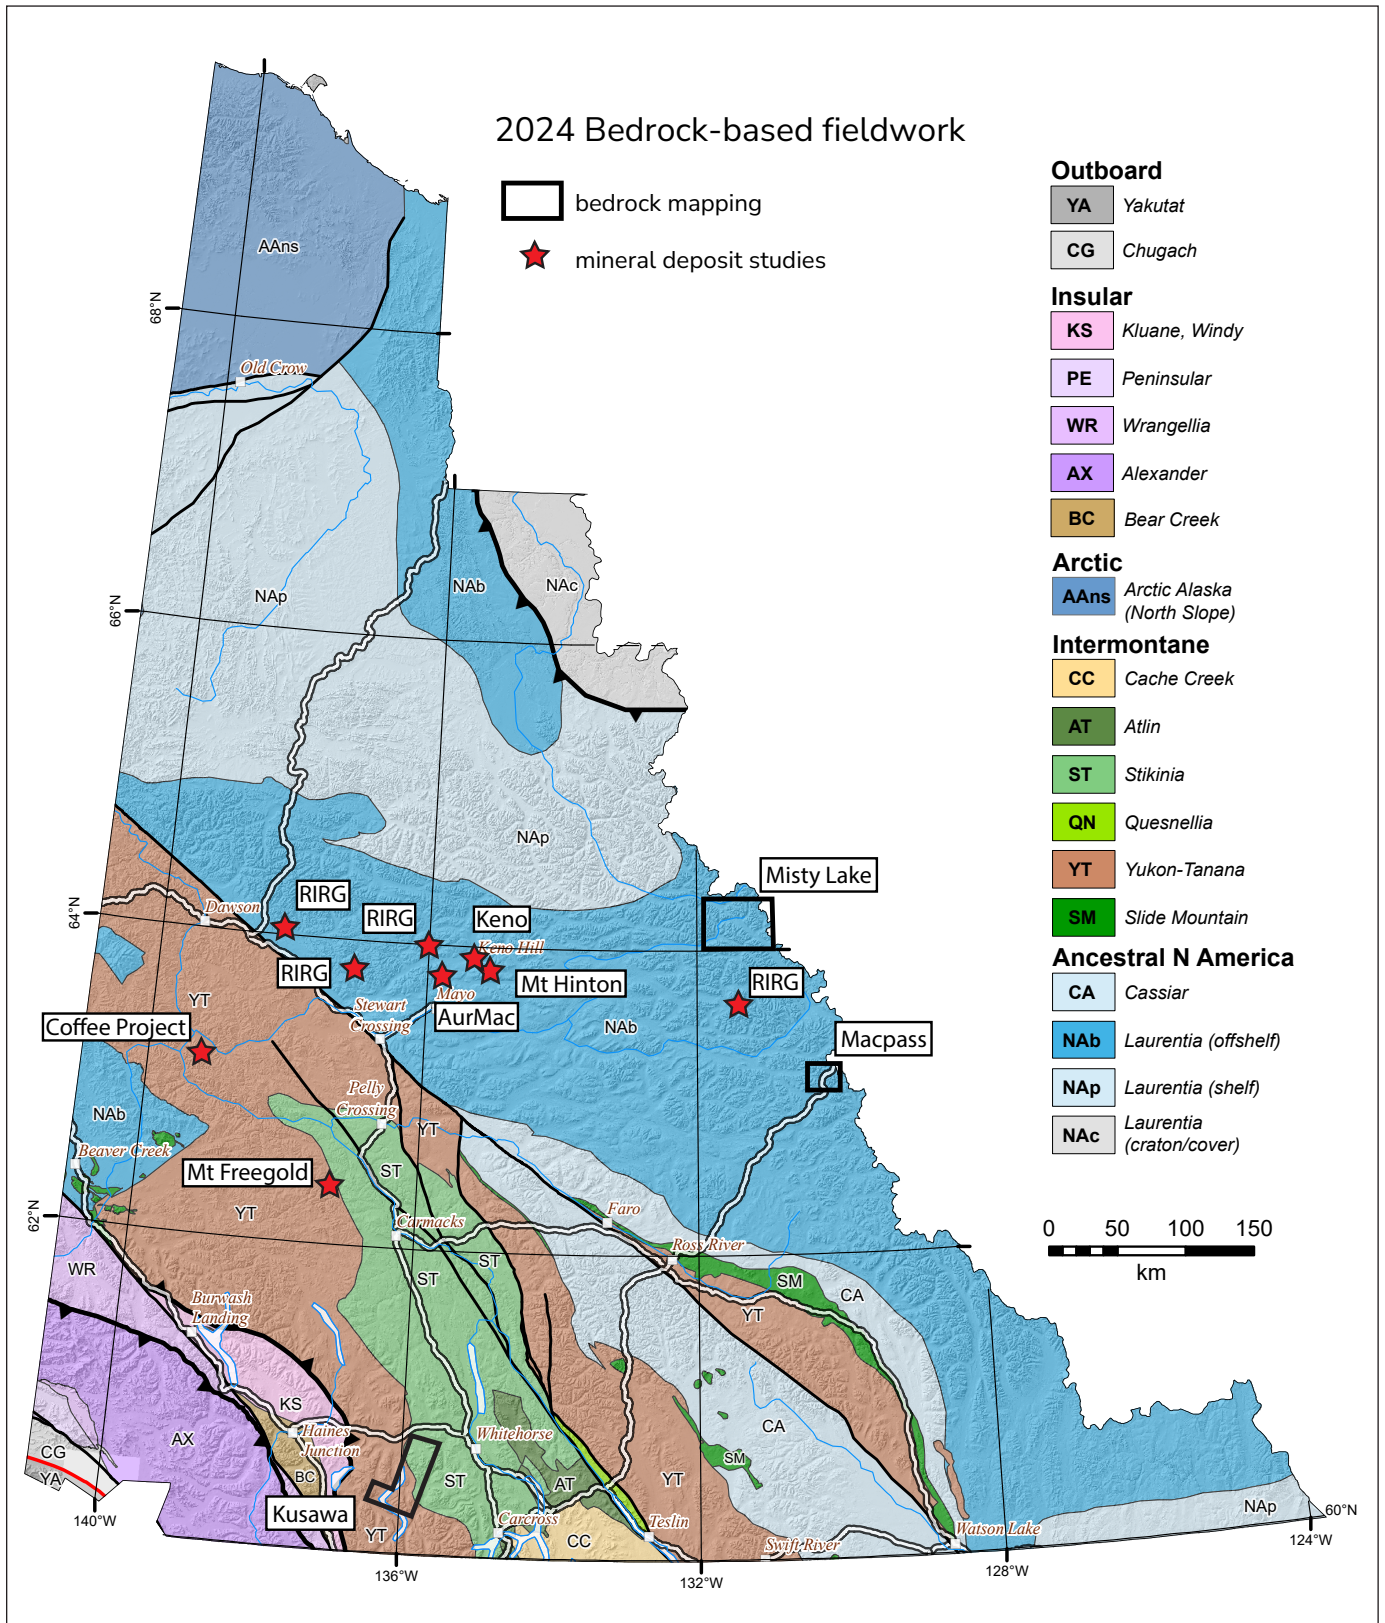 2024 Bedrock-based fieldwork
bedrock mapping
mineral deposit studies
Outboard
YA Yakutat
CG Chugach
Insular
KS Kluane, Windy
PE Peninsular
WR Wrangellia
AX Alexander
BC Bear Creek
Arctic
AAns Arctic Alaska
(North Slope)
Intermontane
CC Cache Creek
AT Atlin
ST Stikinia
QN Quesnellia
YT Yukon-Tanana
SM Slide Mountain
Ancestral N America
CA Cassiar
NAb Laurentia (offshelf)
NAp Laurentia (shelf)
NAc Laurentia
(craton/cover)
0 50 100 150
km
AAns
68°N
Old Crow
NAp
NAb
NAc
66°N
NAp
Misty Lake
64°N
Dawson
RIRG
RIRG
Keno
Keno Hill
RIRG
Mt Hinton
RIRG
Mayo
AurMac
Stewart
Crossing
YT
NAb
Coffee Project
Macpass
Pelly
Crossing
NAb
YT
Beaver Creek
Mt Freegold
ST
62°N
YT
Carmacks
Faro
Ross River
WR
ST
ST
SM
CA
YT
Burwash
Landing
KS
AX
Haines
Junction
Whitehorse
CA
CG
YA
BC
ST
AT
YT
SM
Kusawa
YT
Carcross
CC
Teslin
Swift River
Watson Lake
NAp
60°N
140°W
136°W
132°W
128°W
124°W